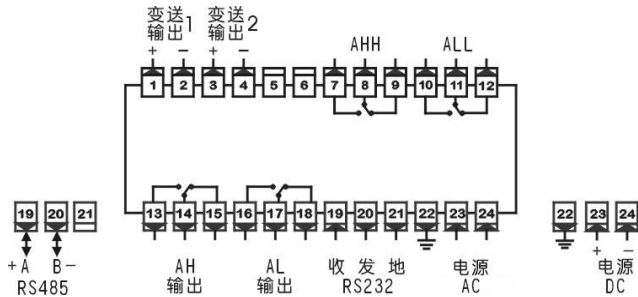 变送 变送
输出1 输出2
+ − + − AHH ALL
1 2 3 4 5 6 7 8 9 10 11 12
19 20 21 13 14 15 16 17 18 19 20 21 22 23 24 22 23 24
+A B− + −
AH AL 收 发 地 电源 电源
RS485 输出 输出 RS232 AC DC